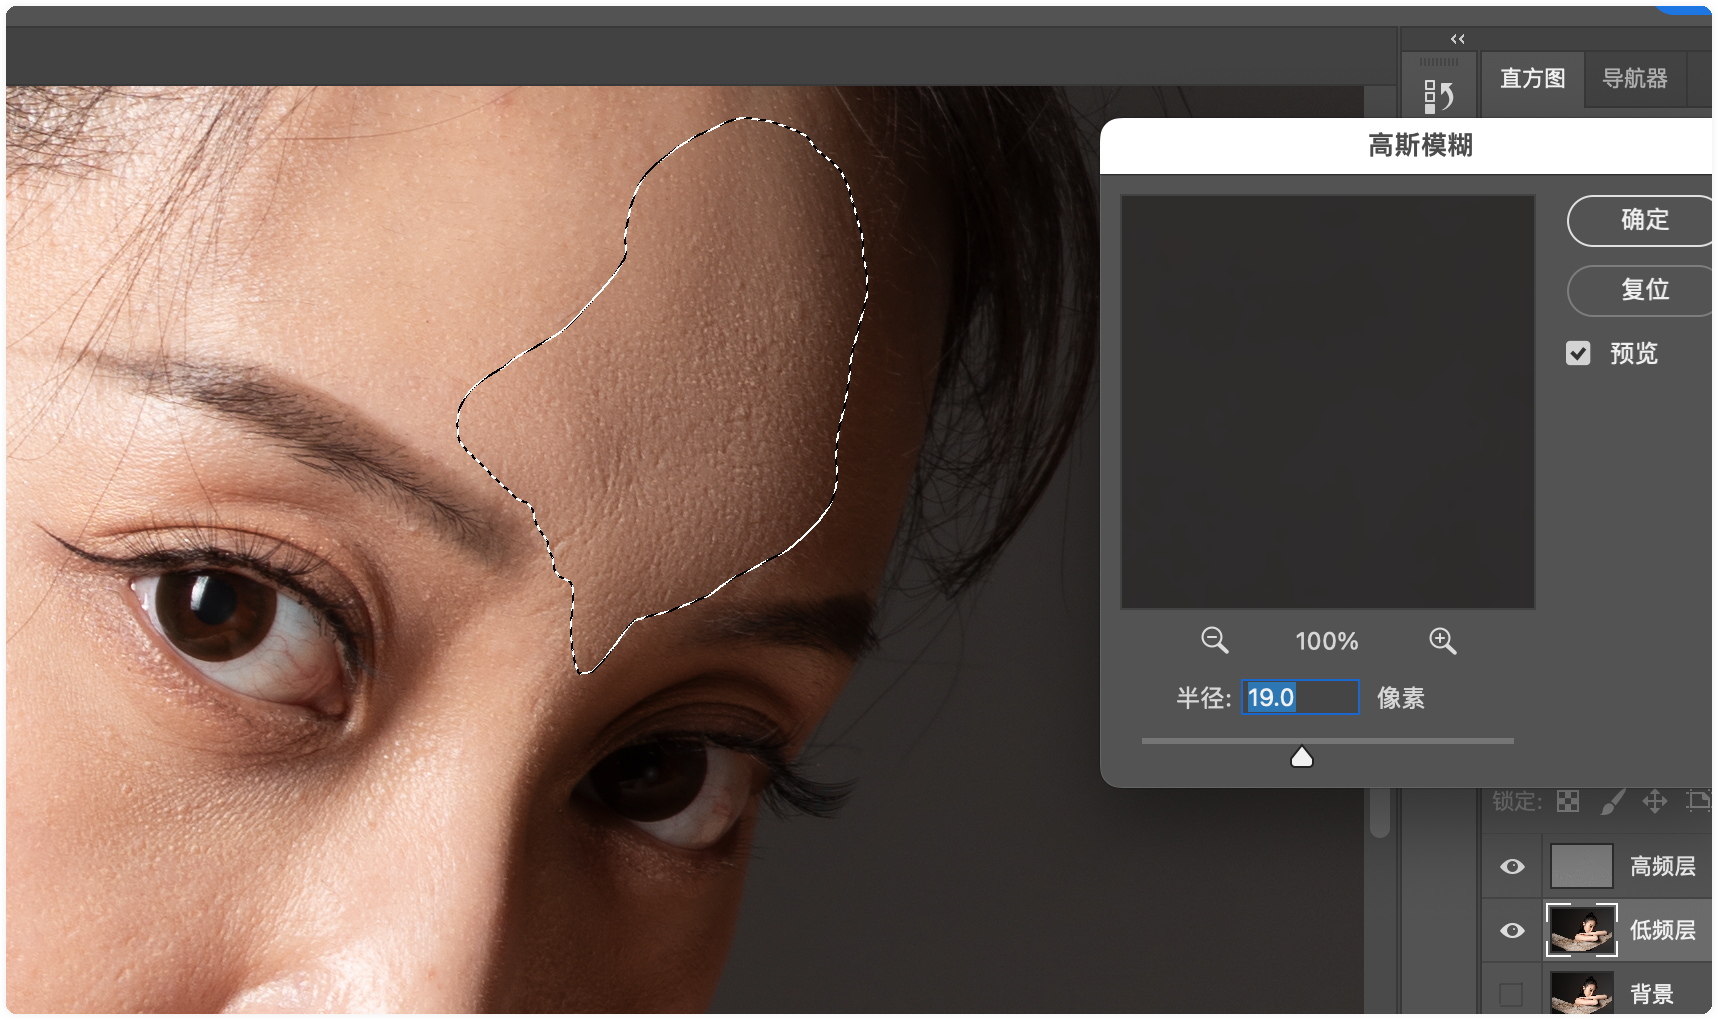 直方图
导航器
高斯模糊
确定
复位
预览
100%
半径: 19.0 像素
锁定:
高频层
低频层
背景